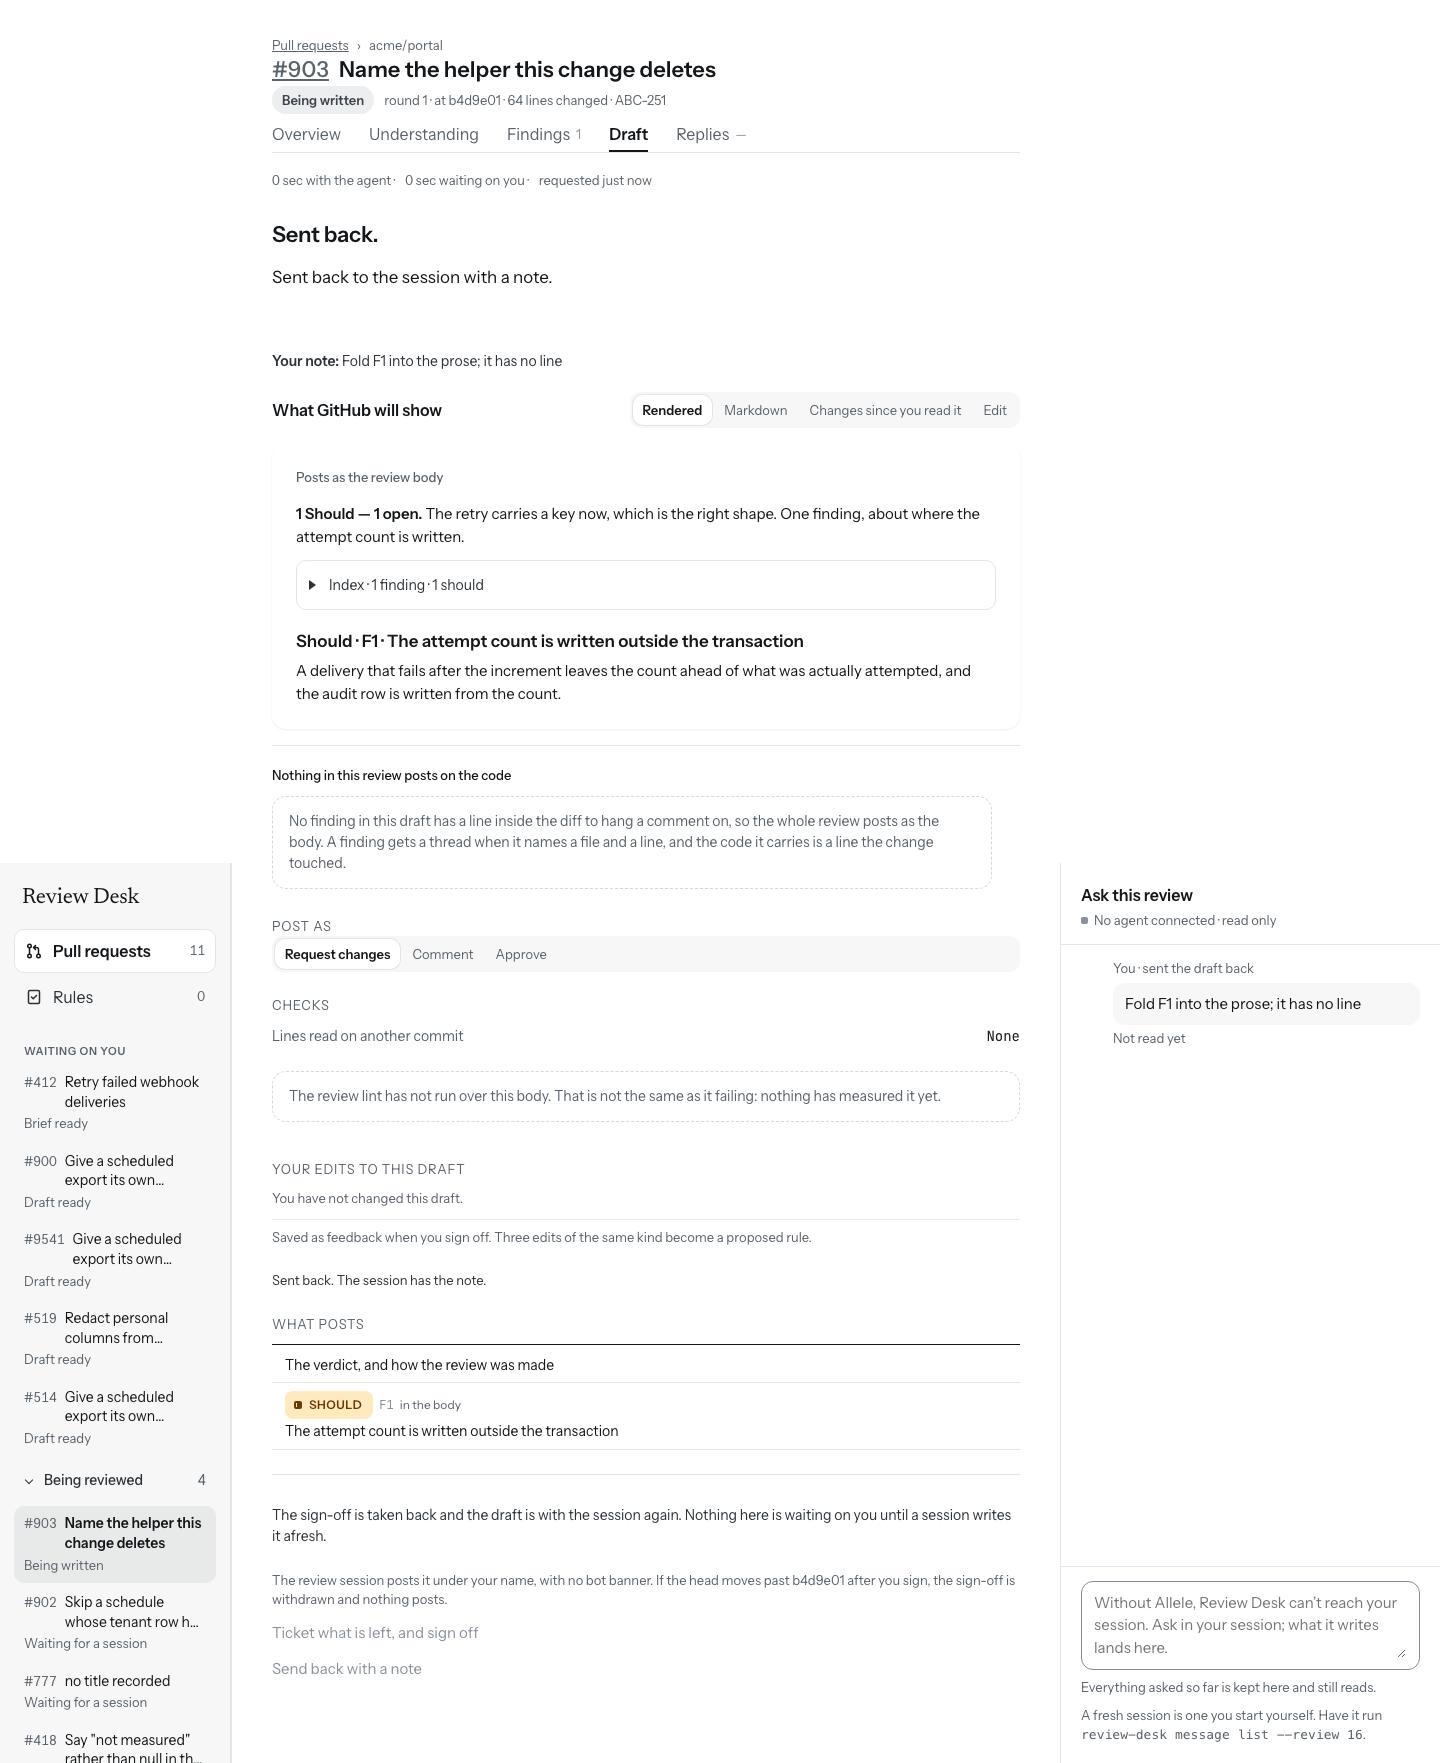 Pull requests › acme/portal
#903 Name the helper this change deletes
Being written round 1 · at b4d9e01 · 64 lines changed · ABC-251
Overview Understanding Findings 1 Draft Replies —
0 sec with the agent · 0 sec waiting on you · requested just now
Sent back.
Sent back to the session with a note.
Your note: Fold F1 into the prose; it has no line
What GitHub will show
Rendered Markdown Changes since you read it Edit
Posts as the review body
1 Should — 1 open. The retry carries a key now, which is the right shape. One finding, about where the
attempt count is written.
Index · 1 finding · 1 should
Should · F1 · The attempt count is written outside the transaction
A delivery that fails after the increment leaves the count ahead of what was actually attempted, and
the audit row is written from the count.
Nothing in this review posts on the code
No finding in this draft has a line inside the diff to hang a comment on, so the whole review posts as the
body. A finding gets a thread when it names a file and a line, and the code it carries is a line the change
touched.
POST AS
Request changes Comment Approve
CHECKS
Lines read on another commit None
The review lint has not run over this body. That is not the same as it failing: nothing has measured it yet.
YOUR EDITS TO THIS DRAFT
You have not changed this draft.
Saved as feedback when you sign off. Three edits of the same kind become a proposed rule.
Sent back. The session has the note.
WHAT POSTS
The verdict, and how the review was made
SHOULD F1 in the body
The attempt count is written outside the transaction
The sign-off is taken back and the draft is with the session again. Nothing here is waiting on you until a session writes
it afresh.
The review session posts it under your name, with no bot banner. If the head moves past b4d9e01 after you sign, the sign-off is
withdrawn and nothing posts.
Ticket what is left, and sign off
Send back with a note
Review Desk
Pull requests 11
Rules 0
WAITING ON YOU
#412 Retry failed webhook
deliveries
Brief ready
#900 Give a scheduled
export its own...
Draft ready
#9541 Give a scheduled
export its own...
Draft ready
#519 Redact personal
columns from...
Draft ready
#514 Give a scheduled
export its own...
Draft ready
Being reviewed 4
#903 Name the helper this
change deletes
Being written
#902 Skip a schedule
whose tenant row h...
Waiting for a session
#777 no title recorded
Waiting for a session
#418 Say "not measured"
rather than null in th...
Ask this review
No agent connected · read only
You · sent the draft back
Fold F1 into the prose; it has no line
Not read yet
Without Allele, Review Desk can't reach your
session. Ask in your session; what it writes
lands here.
Everything asked so far is kept here and still reads.
A fresh session is one you start yourself. Have it run
review-desk message list --review 16.